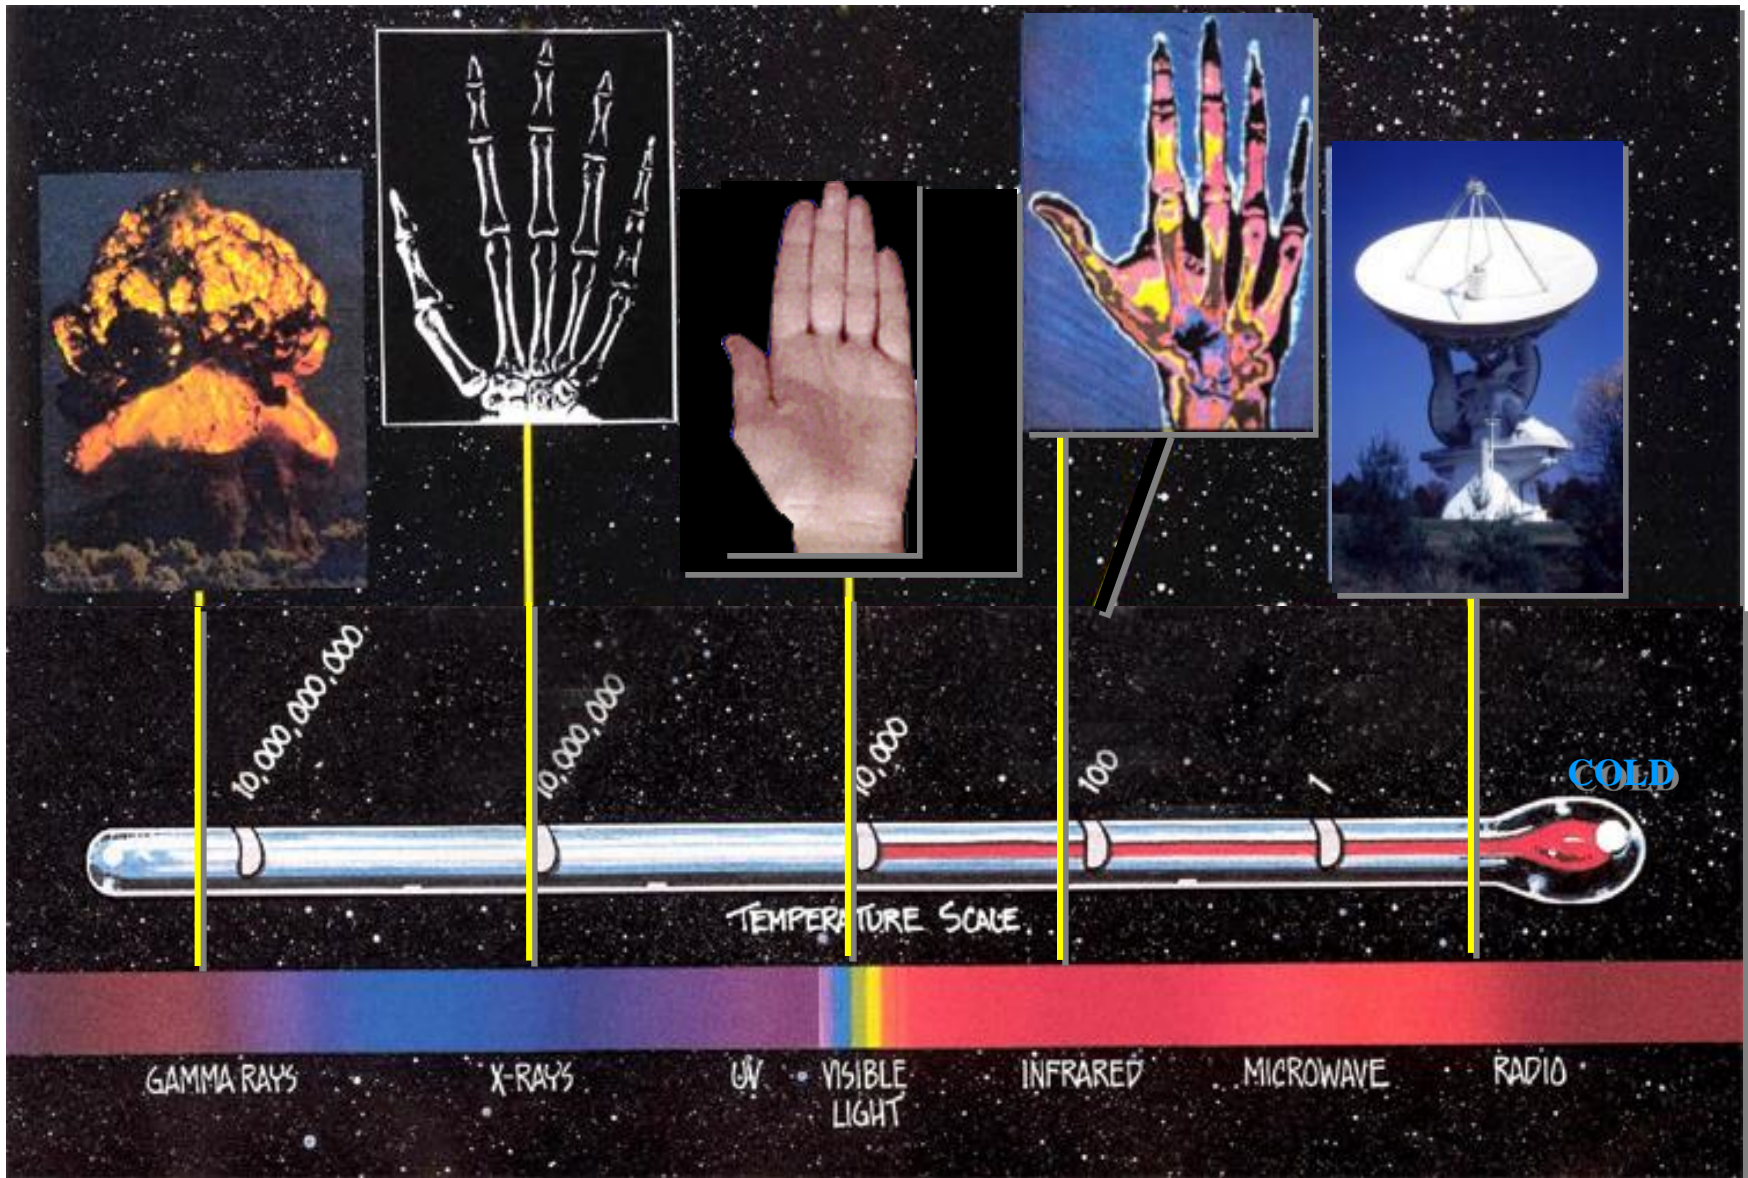 10,000,000,000
10,000,000
10,000
100
1
COLD
TEMPERATURE SCALE
GAMMA RAYS
X-RAYS
UV
VISIBLE
LIGHT
INFRARED
MICROWAVE
RADIO